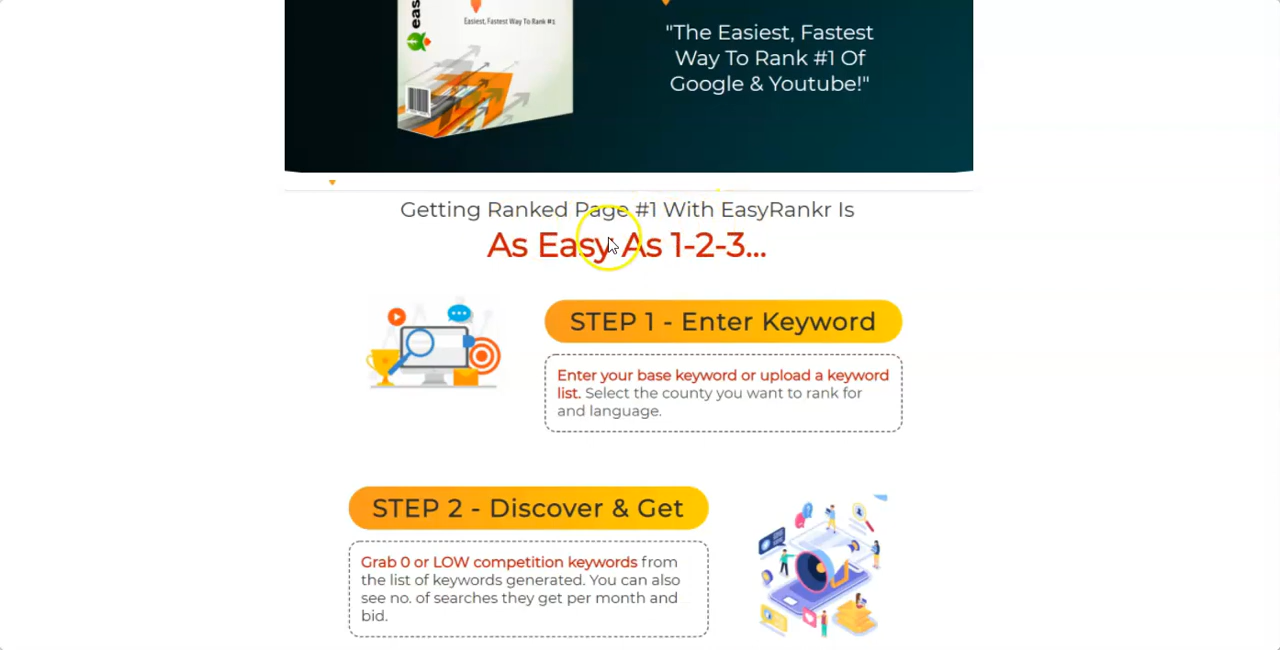 eas
Easiest, Fastest Way To Rank #1
"The Easiest, Fastest
Way To Rank #1 Of
Google & Youtube!"
Getting Ranked Page #1 With EasyRankr Is
As Easy As 1-2-3...
STEP 1 - Enter Keyword
Enter your base keyword or upload a keyword
list. Select the county you want to rank for
and language.
STEP 2 - Discover & Get
Grab 0 or LOW competition keywords from
the list of keywords generated. You can also
see no. of searches they get per month and
bid.